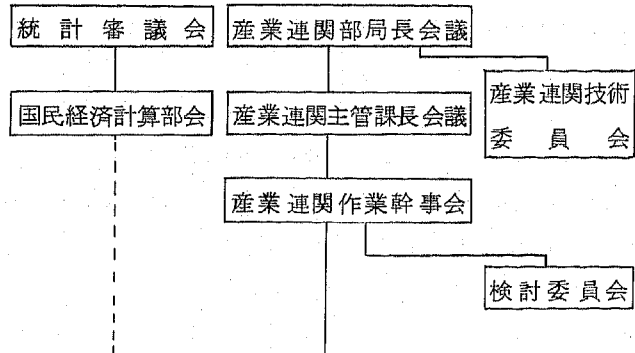 統計審議会
産業連関部局長会議
産業連関技術
委員会
国民経済計算部会
産業連関主管課長会議
産業連関作業幹事会
検討委員会